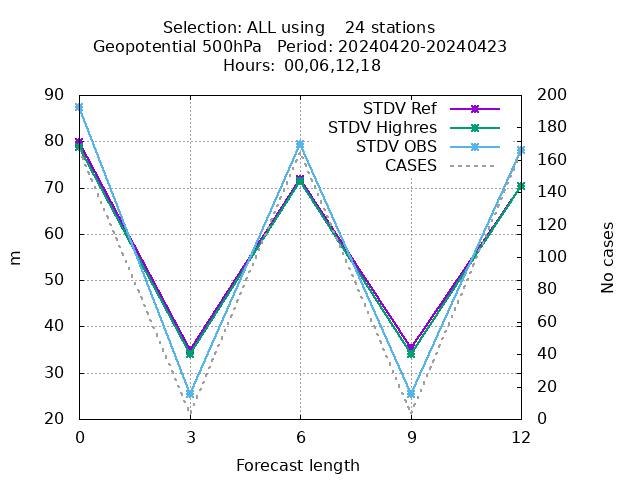 Selection: ALL using    24 stations
Geopotential 500hPa   Period: 20240420-20240423
Hours: 00,06,12,18
90
80
70
60
50
40
30
20
200
180
160
140
120
100
80
60
40
20
0
STDV Ref
STDV Highres
STDV OBS
CASES
m
No cases
0
3
6
9
12
Forecast length